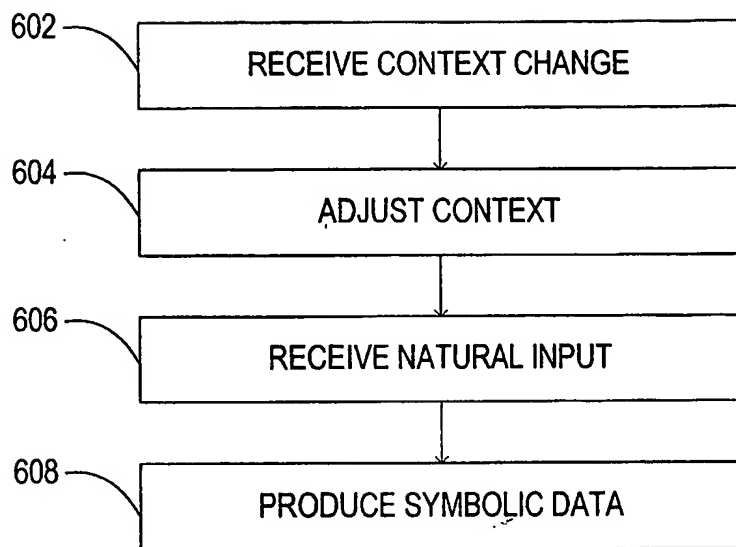 602
RECEIVE CONTEXT CHANGE
604
ADJUST CONTEXT
606
RECEIVE NATURAL INPUT
608
PRODUCE SYMBOLIC DATA